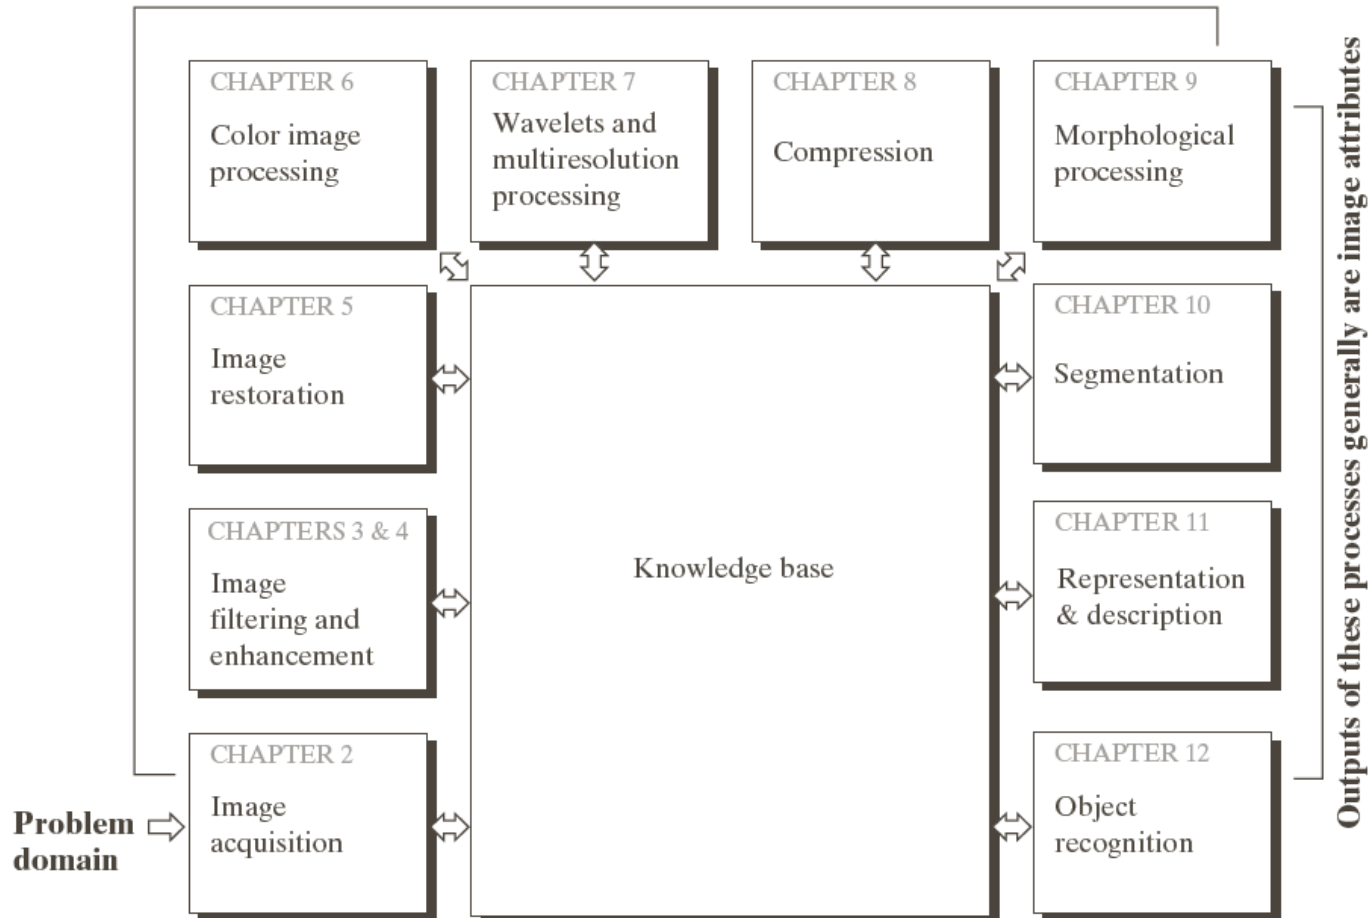 CHAPTER 6
Color image
processing
CHAPTER 7
Wavelets and
multiresolution
processing
CHAPTER 8
Compression
CHAPTER 9
Morphological
processing
CHAPTER 5
Image
restoration
CHAPTER 10
Segmentation
CHAPTERS 3 & 4
Image
filtering and
enhancement
Knowledge base
CHAPTER 11
Representation
& description
CHAPTER 2
Image
acquisition
CHAPTER 12
Object
recognition
Problem
domain
Outputs of these processes generally are image attributes